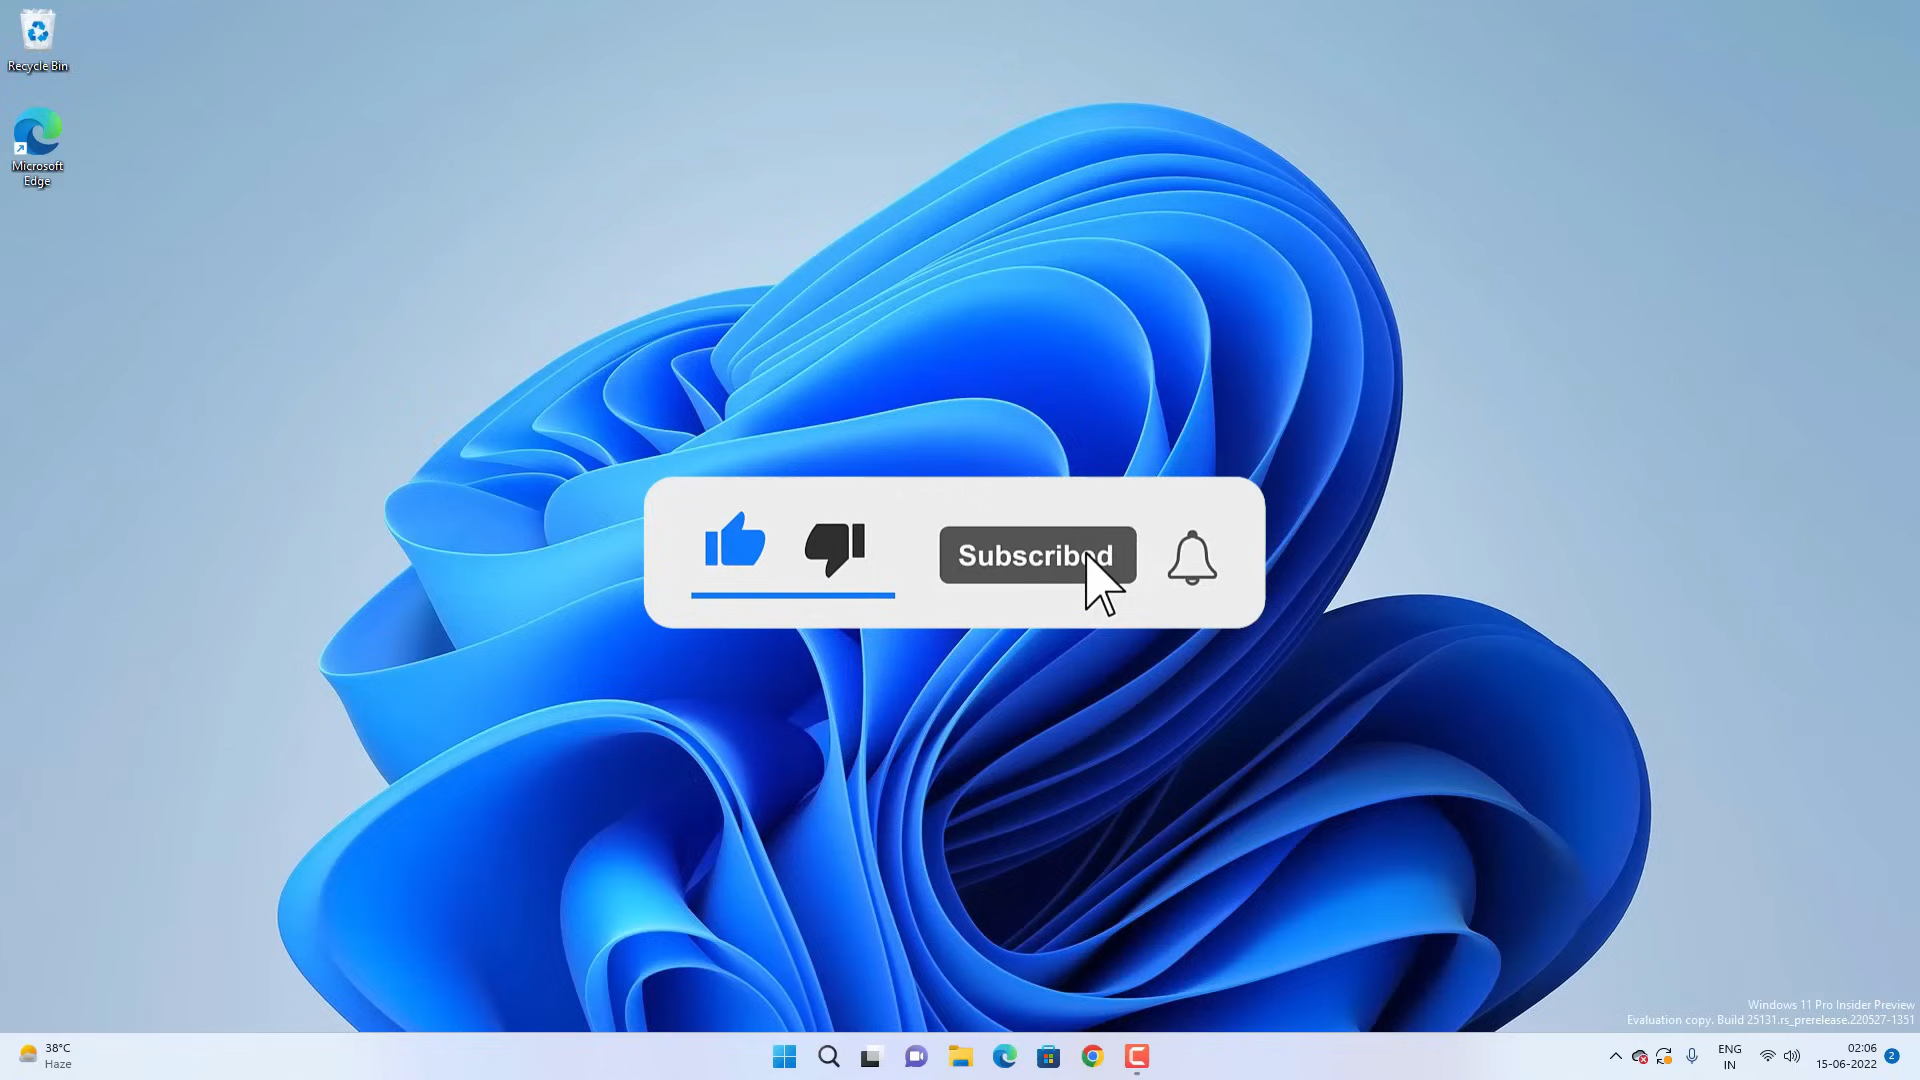 Recycle Bin
Microsoft
Edge
Subscribed
Windows 11 Pro Insider Preview
Evaluation copy. Build 25131.rs_prerelease.220527-1351
38°C
Haze
ENG
IN
02:06
15-06-2022
2